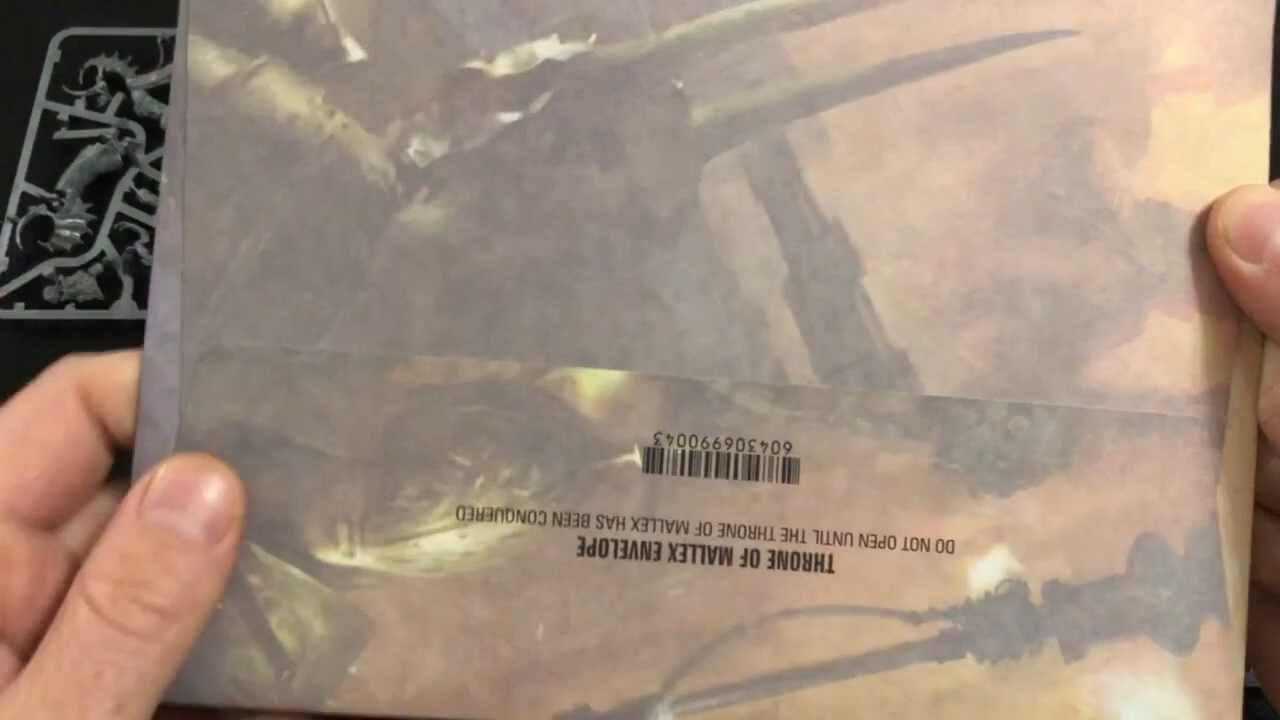 THRONE OF MALLEX ENVELOPE
DO NOT OPEN UNTIL THE THRONE OF MALLEX HAS BEEN CONQUERED
604306990043